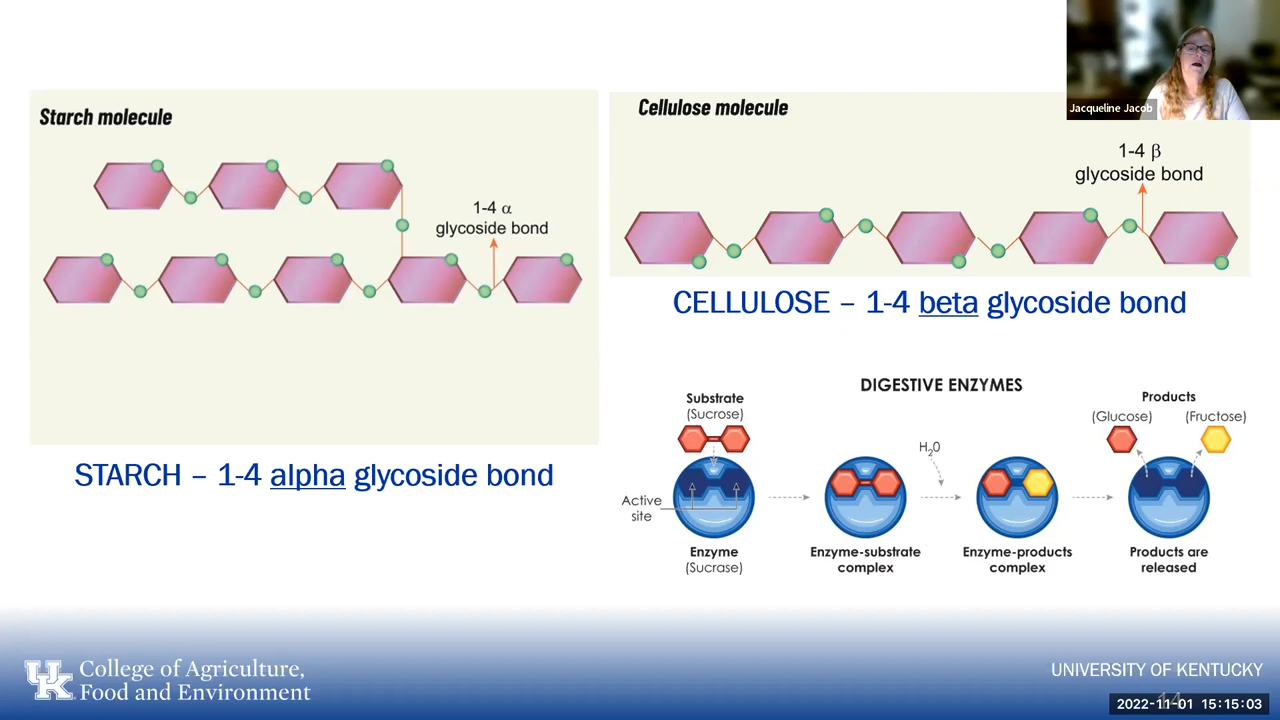 Jacqueline Jacob
Starch molecule
1-4 α
glycoside bond
STARCH – 1-4 alpha glycoside bond
Cellulose molecule
1-4 β
glycoside bond
CELLULOSE – 1-4 beta glycoside bond
DIGESTIVE ENZYMES
Substrate
(Sucrose)
Active
site
Enzyme
(Sucrase)
Enzyme-substrate
complex
H2O
Enzyme-products
complex
Products
(Glucose) (Fructose)
Products are
released
UK
College of Agriculture,
Food and Environment
UNIVERSITY OF KENTUCKY
14
2022-11-01 15:15:03